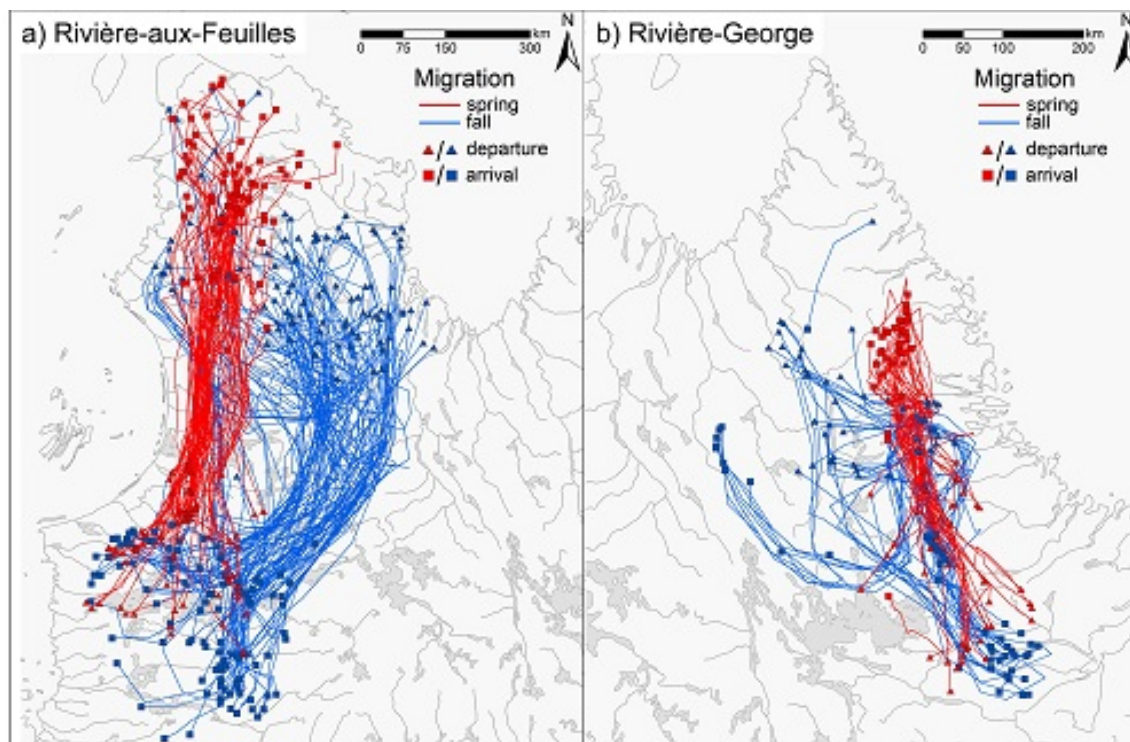 a) Rivière-aux-Feuilles
N
km
0 75 150 300
Migration
spring
fall
/ departure
/ arrival
b) Rivière-George
N
km
0 50 100 200
Migration
spring
fall
/ departure
/ arrival